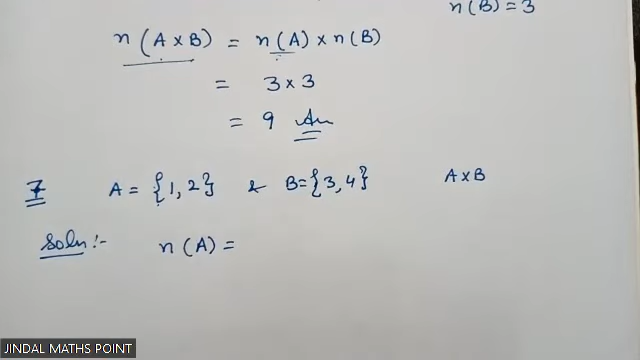 n(B) = 3
n(A×B) = n(A) × n(B)
= 3 × 3
= 9 Ans
7 A = {1, 2} & B = {3, 4} A×B
Soln :- n(A) =
JINDAL MATHS POINT